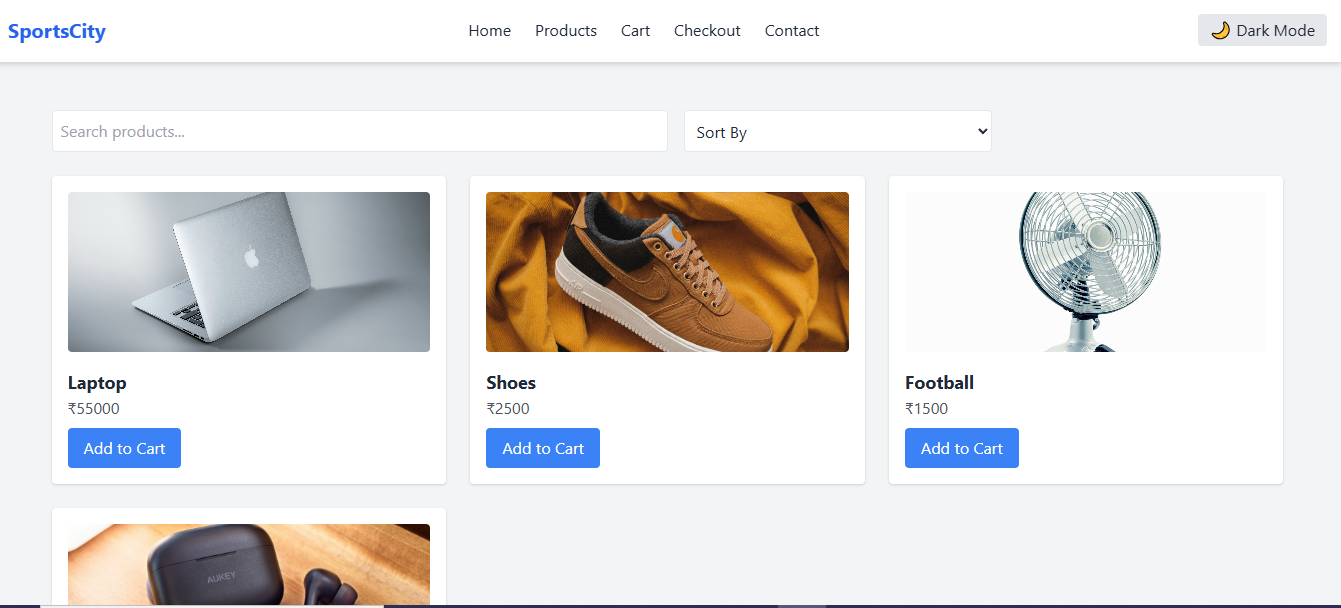 SportsCity
Home Products Cart Checkout Contact
🌙 Dark Mode
Search products...
Sort By
Laptop
₹55000
Add to Cart
Shoes
₹2500
Add to Cart
Football
₹1500
Add to Cart
AUKEY